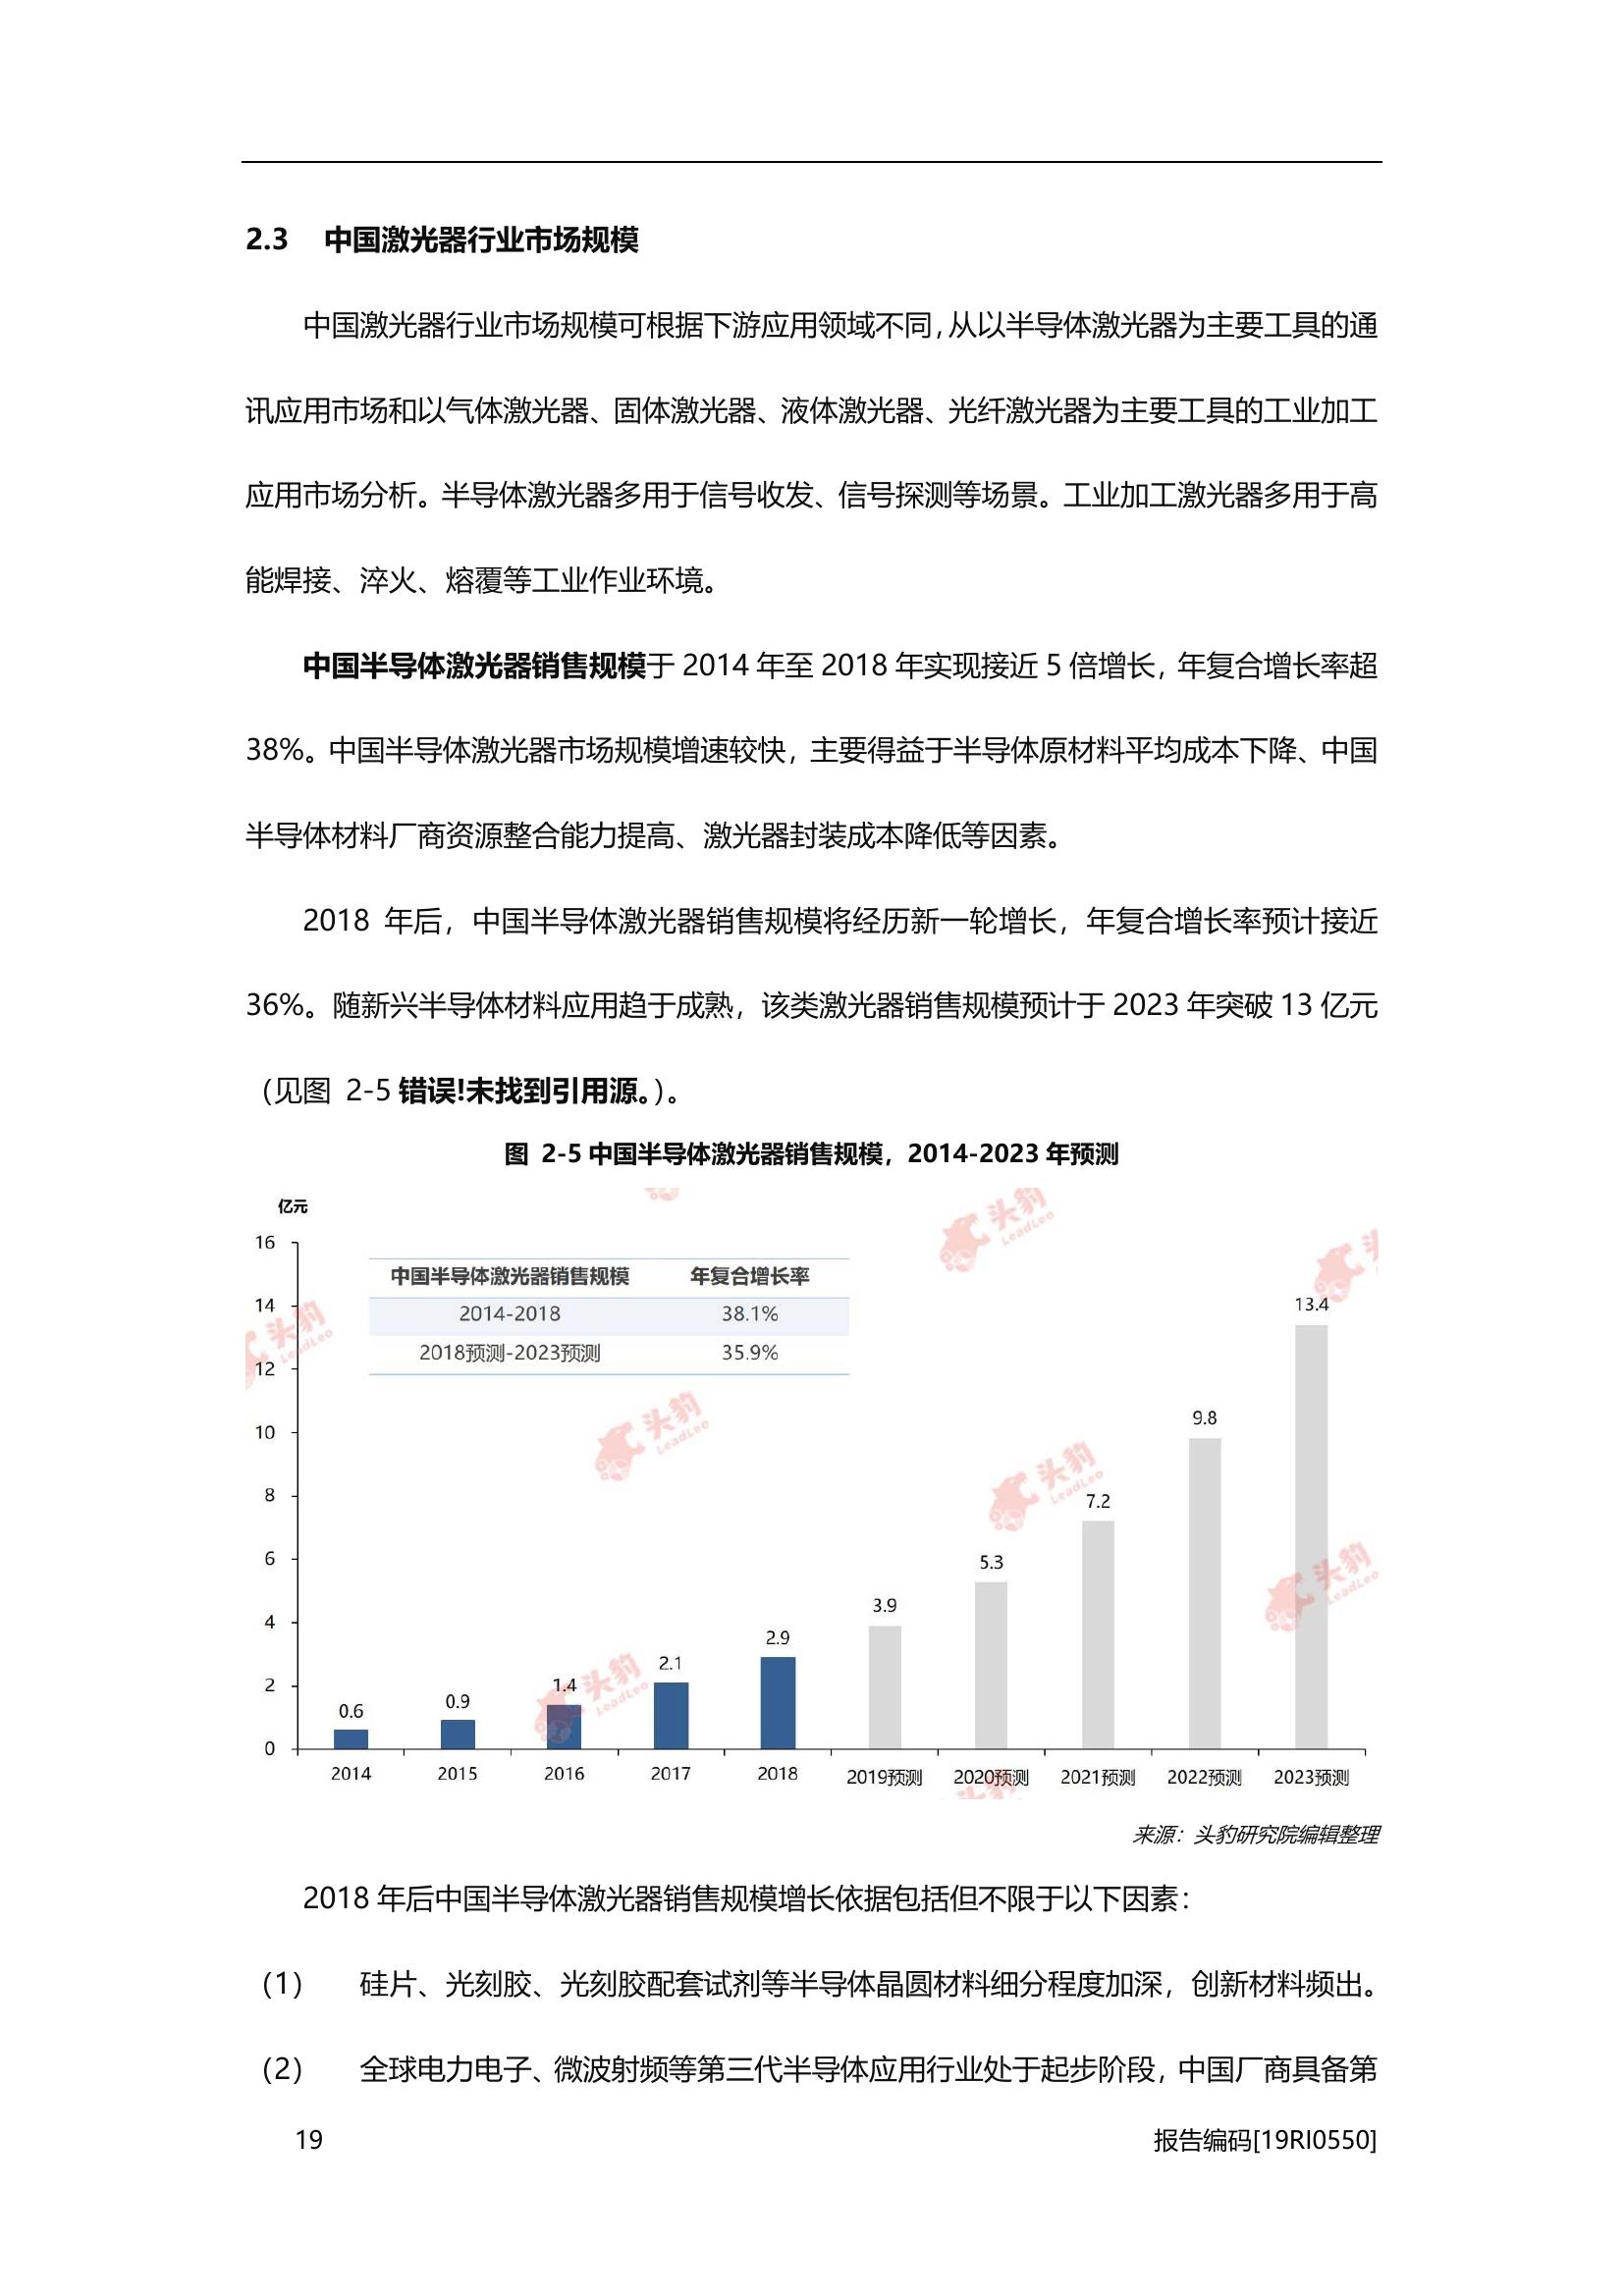 2.3 中国激光器行业市场规模
中国激光器行业市场规模可根据下游应用领域不同，从以半导体激光器为主要工具的通
讯应用市场和以气体激光器、固体激光器、液体激光器、光纤激光器为主要工具的工业加工
应用市场分析。半导体激光器多用于信号收发、信号探测等场景。工业加工激光器多用于高
能焊接、淬火、熔覆等工业作业环境。
中国半导体激光器销售规模于 2014 年至 2018 年实现接近 5 倍增长，年复合增长率超
38%。中国半导体激光器市场规模增速较快，主要得益于半导体原材料平均成本下降、中国
半导体材料厂商资源整合能力提高、激光器封装成本降低等因素。
2018 年后，中国半导体激光器销售规模将经历新一轮增长，年复合增长率预计接近
36%。随新兴半导体材料应用趋于成熟，该类激光器销售规模预计于 2023 年突破 13 亿元
（见图 2-5 错误!未找到引用源。）。
图 2-5 中国半导体激光器销售规模，2014-2023 年预测
亿元
16
14
12
10
8
6
4
2
0
中国半导体激光器销售规模 年复合增长率
2014-2018 38.1%
2018预测-2023预测 35.9%
0.6 0.9 1.4 2.1 2.9 3.9 5.3 7.2 9.8 13.4
2014 2015 2016 2017 2018 2019预测 2020预测 2021预测 2022预测 2023预测
头豹 LeadLeo
头豹 LeadLeo
头豹 LeadLeo
头豹 LeadLeo
头豹 LeadLeo
头豹 LeadLeo
来源：头豹研究院编辑整理
2018 年后中国半导体激光器销售规模增长依据包括但不限于以下因素：
（1） 硅片、光刻胶、光刻胶配套试剂等半导体晶圆材料细分程度加深，创新材料频出。
（2） 全球电力电子、微波射频等第三代半导体应用行业处于起步阶段，中国厂商具备第
19 报告编码[19RI0550]